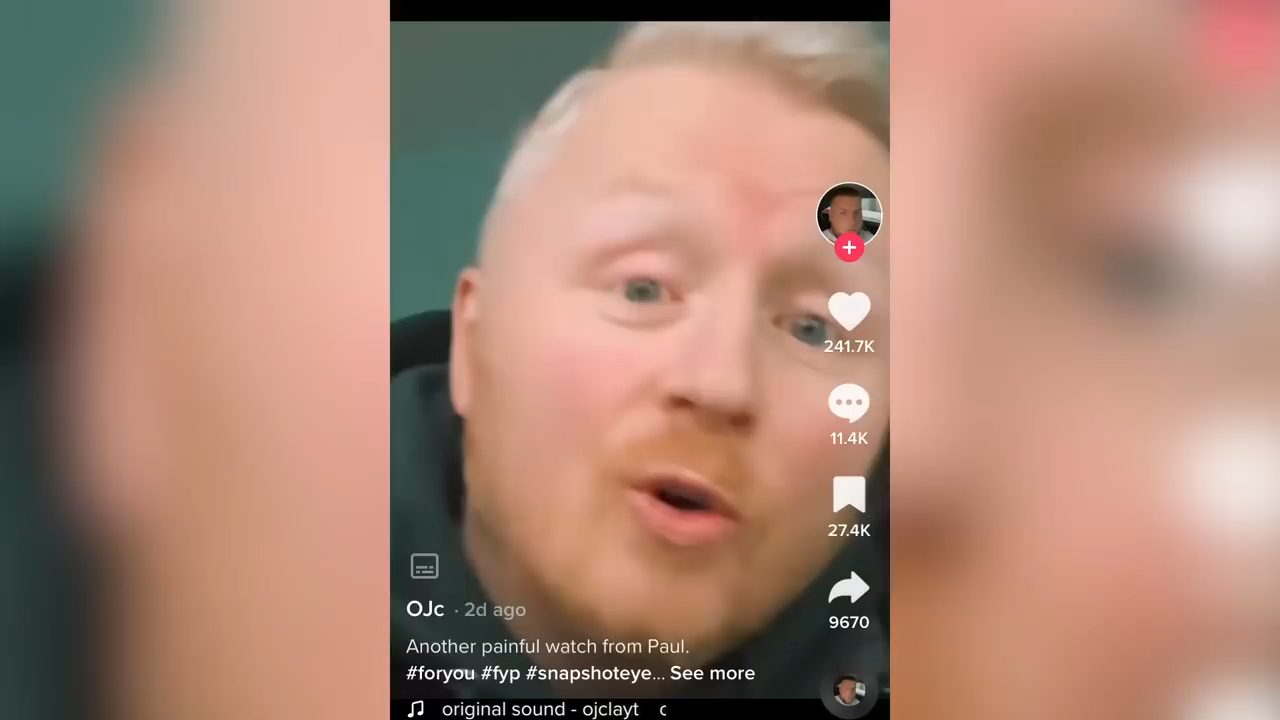 241.7K
11.4K
27.4K
9670
OJc · 2d ago
Another painful watch from Paul.
#foryou #fyp #snapshoteye... See more
original sound - ojclayt